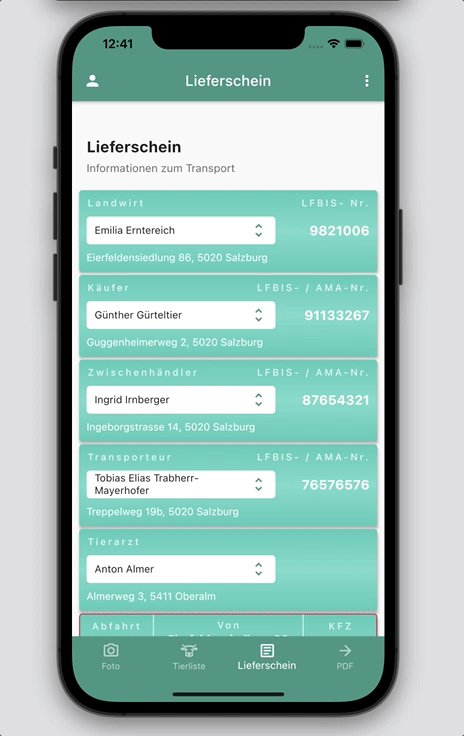 12:41
Lieferschein
Lieferschein
Informationen zum Transport
Landwirt LFBIS- Nr.
Emilia Erntereich 9821006
Eierfeldensiedlung 86, 5020 Salzburg
Käufer LFBIS- / AMA-Nr.
Günther Gürteltier 91133267
Guggenheimerweg 2, 5020 Salzburg
Zwischenhändler LFBIS- / AMA-Nr.
Ingrid Irnberger 87654321
Ingeborgstrasse 14, 5020 Salzburg
Transporteur LFBIS- / AMA-Nr.
Tobias Elias Trabherr-
Mayerhofer 76576576
Treppelweg 19b, 5020 Salzburg
Tierarzt
Anton Almer
Almerweg 3, 5411 Oberalm
Abfahrt Von KFZ
Foto Tierliste Lieferschein PDF